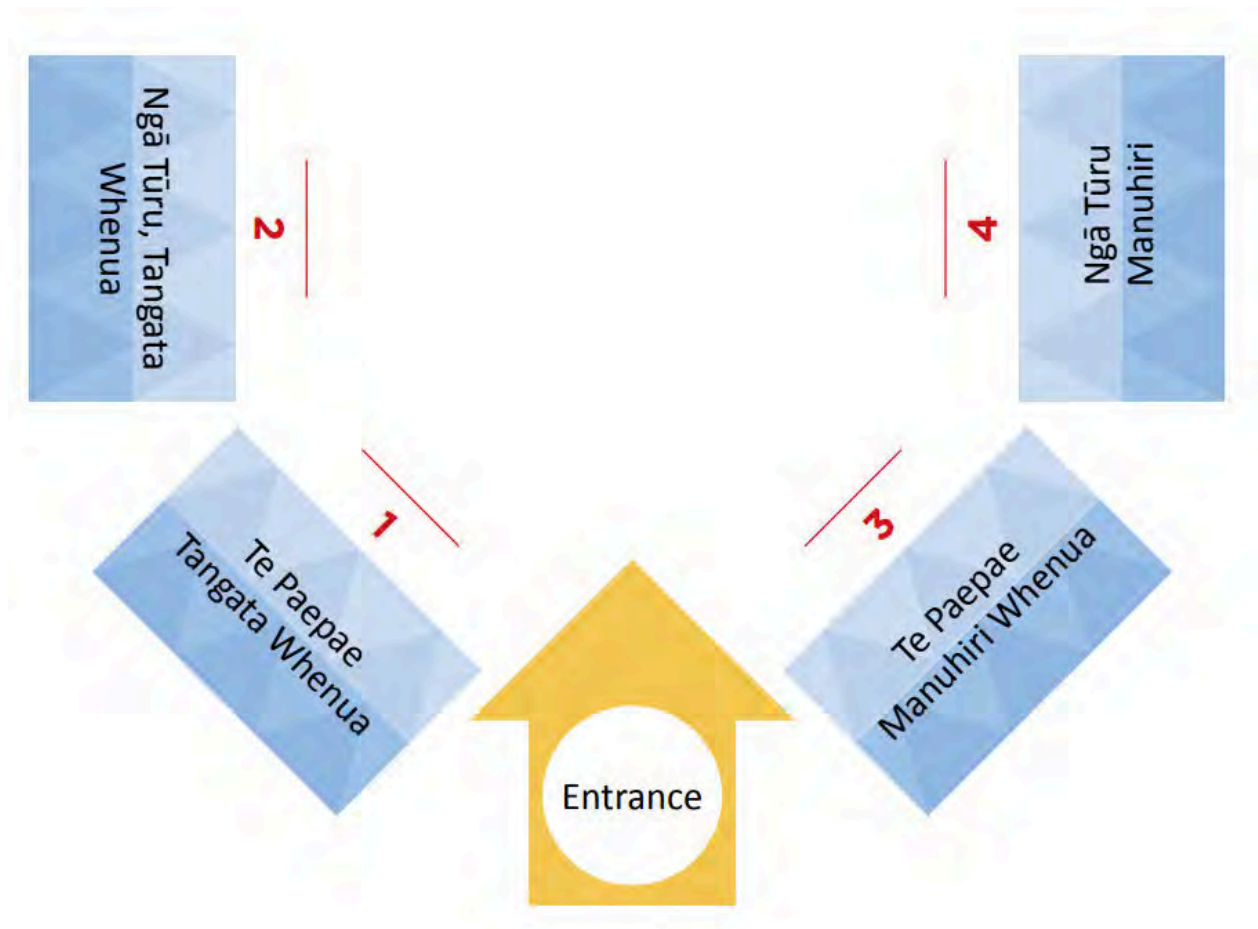 Ngā Tūru, Tangata
Whenua
2
Ngā Tūru
Manuhiri
4
Te Paepae
Tangata Whenua
1
Te Paepae
Manuhiri Whenua
3
Entrance